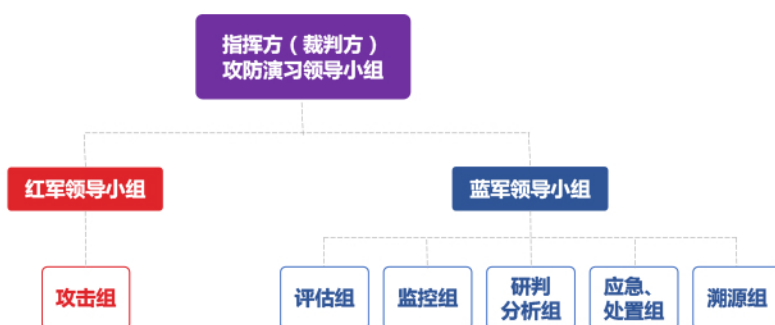 指挥方（裁判方）
攻防演习领导小组
红军领导小组
蓝军领导小组
攻击组
评估组
监控组
研判
分析组
应急、
处置组
溯源组